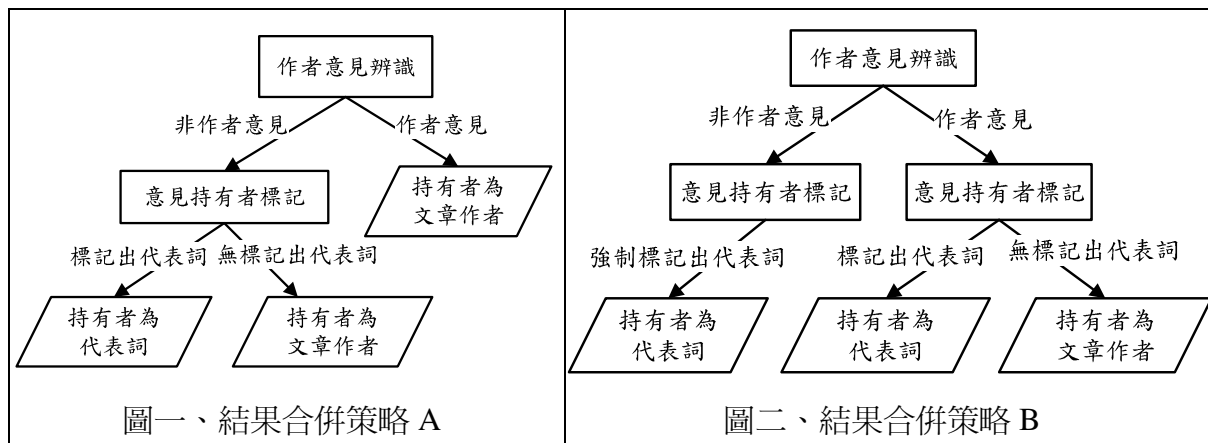 作者意見辨識
非作者意見
作者意見
意見持有者標記
持有者為
文章作者
標記出代表詞
無標記出代表詞
持有者為
代表詞
持有者為
文章作者
圖一、結果合併策略 A
作者意見辨識
非作者意見
作者意見
意見持有者標記
意見持有者標記
強制標記出代表詞
標記出代表詞
無標記出代表詞
持有者為
代表詞
持有者為
代表詞
持有者為
文章作者
圖二、結果合併策略 B